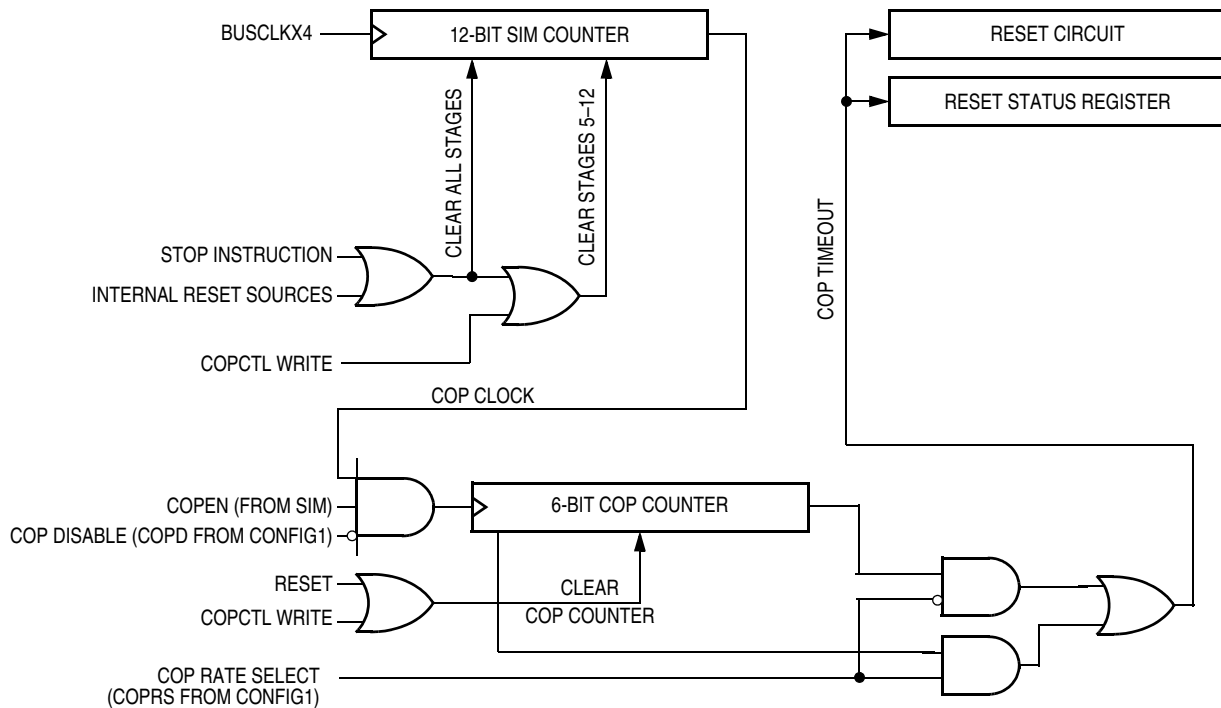 BUSCLKX4
12-BIT SIM COUNTER
RESET CIRCUIT
RESET STATUS REGISTER
CLEAR ALL STAGES
CLEAR STAGES 5–12
COP TIMEOUT
STOP INSTRUCTION
INTERNAL RESET SOURCES
COPCTL WRITE
COP CLOCK
COPEN (FROM SIM)
COP DISABLE (COPD FROM CONFIG1)
6-BIT COP COUNTER
RESET
COPCTL WRITE
CLEAR
COP COUNTER
COP RATE SELECT
(COPRS FROM CONFIG1)